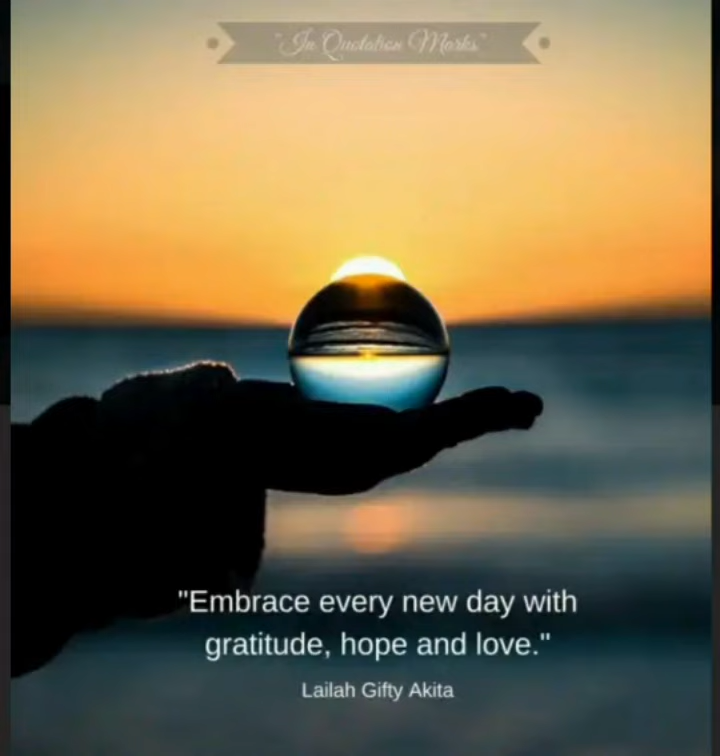 "In Quotation Marks"
"Embrace every new day with
gratitude, hope and love."
Lailah Gifty Akita